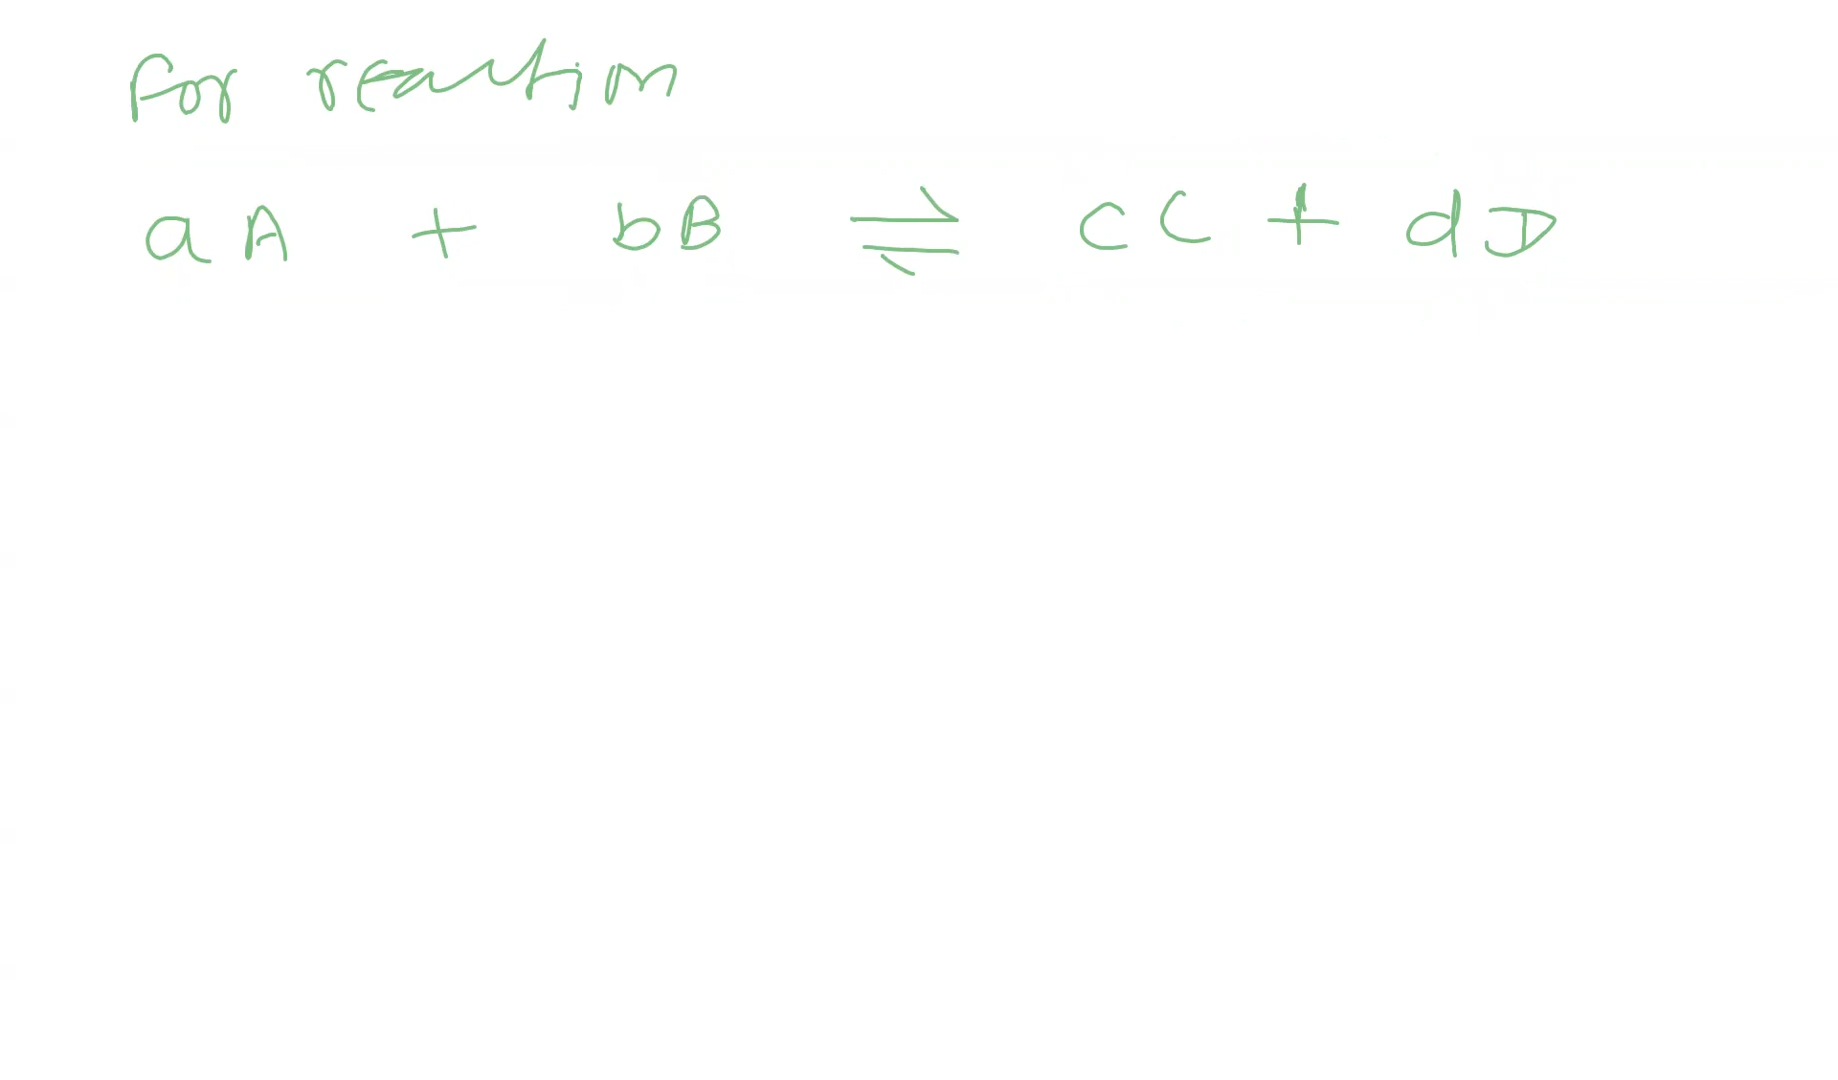 For reaction
aA + bB ⇌ cC + dD